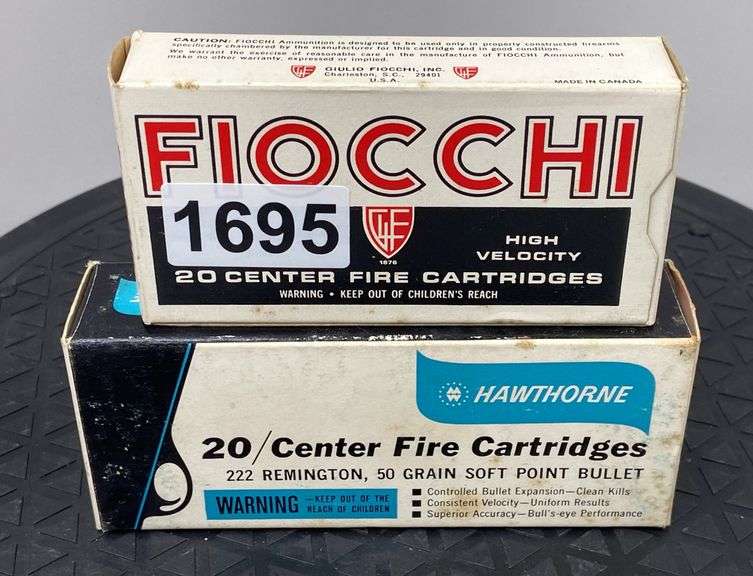 CAUTION: FIOCCHI Ammunition is designed to be used only in properly constructed firearms
specifically chambered by the manufacturer for this cartridge and in good condition.
We warrant the exercise of reasonable care in the manufacture of FIOCCHI Ammunition, but
make no other warranty, expressed or implied.
GIULIO FIOCCHI, INC.
Charleston, S.C., 29401
U.S.A.
MADE IN CANADA
FIOCCHI
1695
GFL
1876
HIGH
VELOCITY
20 CENTER FIRE CARTRIDGES
WARNING • KEEP OUT OF CHILDREN'S REACH
HAWTHORNE
20/Center Fire Cartridges
222 REMINGTON, 50 GRAIN SOFT POINT BULLET
WARNING —KEEP OUT OF THE
REACH OF CHILDREN
■ Controlled Bullet Expansion—Clean Kills
■ Consistent Velocity—Uniform Results
■ Superior Accuracy—Bull's-eye Performance